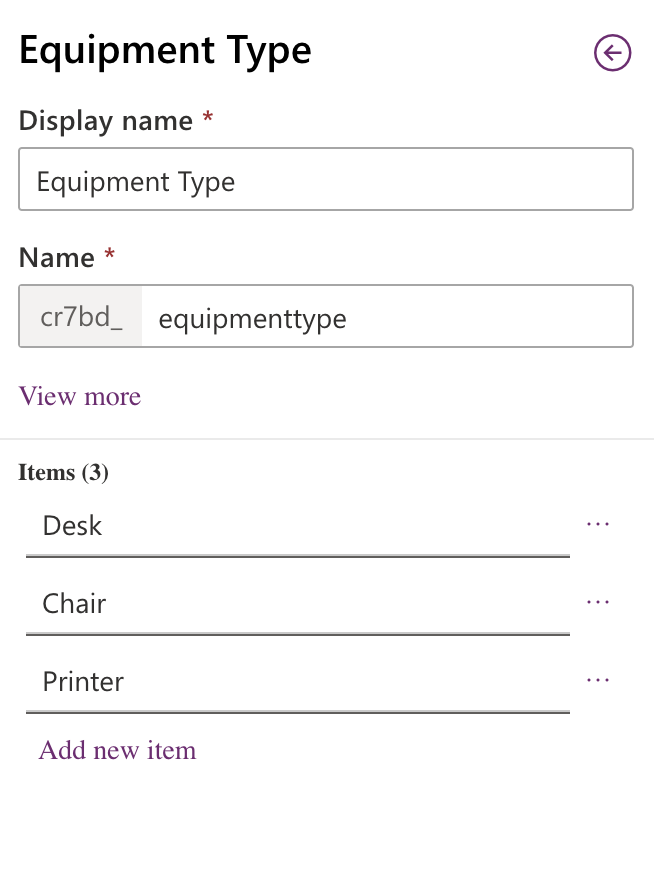 Equipment Type
Display name *
Equipment Type
Name *
cr7bd_ equipmenttype
View more
Items (3)
Desk ...
Chair ...
Printer ...
Add new item